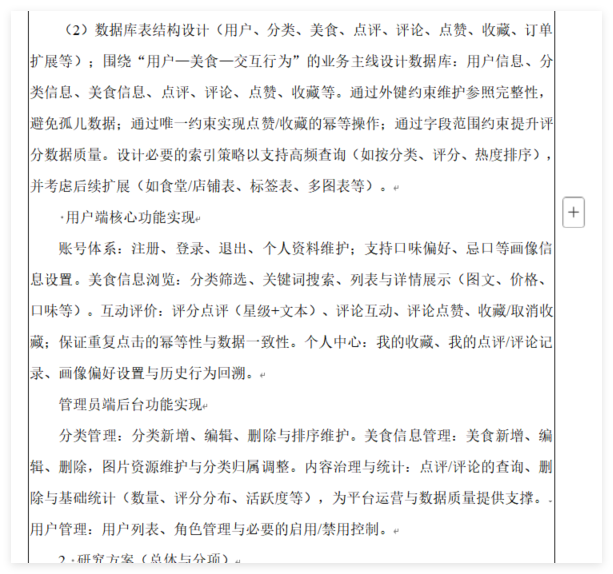 （2）数据库表结构设计（用户、分类、美食、点评、评论、点赞、收藏、订单
扩展等）；围绕“用户—美食—交互行为”的业务主线设计数据库：用户信息、分
类信息、美食信息、点评、评论、点赞、收藏等。通过外键约束维护参照完整性，
避免孤儿数据；通过唯一约束实现点赞/收藏的幂等操作；通过字段范围约束提升评
分数据质量。设计必要的索引策略以支持高频查询（如按分类、评分、热度排序），
并考虑后续扩展（如食堂/店铺表、标签表、多图表等）。
·用户端核心功能实现
账号体系：注册、登录、退出、个人资料维护；支持口味偏好、忌口等画像信
息设置。美食信息浏览：分类筛选、关键词搜索、列表与详情展示（图文、价格、
口味等）。互动评价：评分点评（星级+文本）、评论互动、评论点赞、收藏/取消收
藏；保证重复点击的幂等性与数据一致性。个人中心：我的收藏、我的点评/评论记
录、画像偏好设置与历史行为回溯。
管理员端后台功能实现
分类管理：分类新增、编辑、删除与排序维护。美食信息管理：美食新增、编
辑、删除，图片资源维护与分类归属调整。内容治理与统计：点评/评论的查询、删
除与基础统计（数量、评分分布、活跃度等），为平台运营与数据质量提供支撑。
用户管理：用户列表、角色管理与必要的启用/禁用控制。
2.·研究方案（总体与分项）